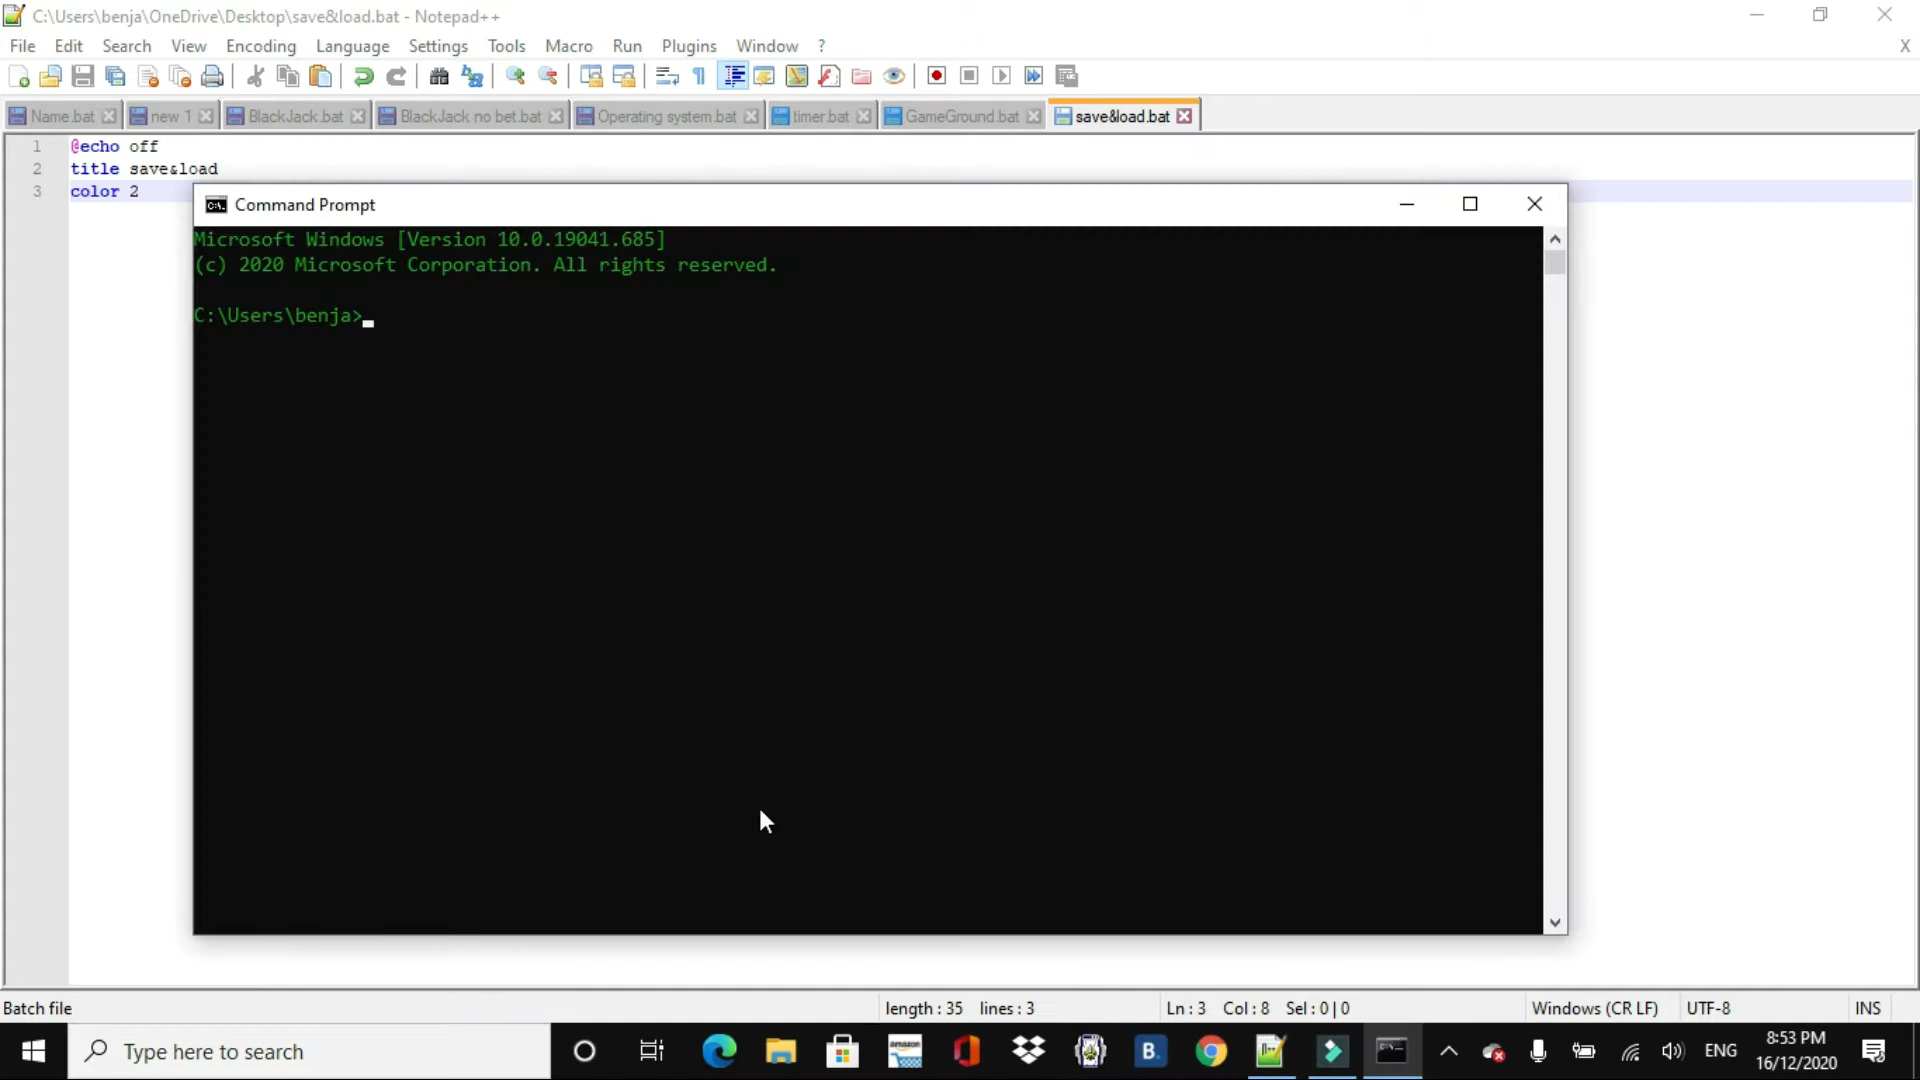 C:\Users\benja\OneDrive\Desktop\save&load.bat - Notepad++
File Edit Search View Encoding Language Settings Tools Macro Run Plugins Window ? X
Name.bat new 1 BlackJack.bat BlackJack no bet.bat Operating system.bat timer.bat GameGround.bat save&load.bat
1 @echo off
2 title save&load
3 color 2
Command Prompt
Microsoft Windows [Version 10.0.19041.685]
(c) 2020 Microsoft Corporation. All rights reserved.
C:\Users\benja>
Batch file length : 35 lines : 3 Ln : 3 Col : 8 Sel : 0 | 0 Windows (CR LF) UTF-8 INS
Type here to search
amazon
B.
ENG
8:53 PM
16/12/2020